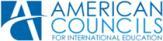 AMERICAN
COUNCILS
FOR INTERNATIONAL EDUCATION